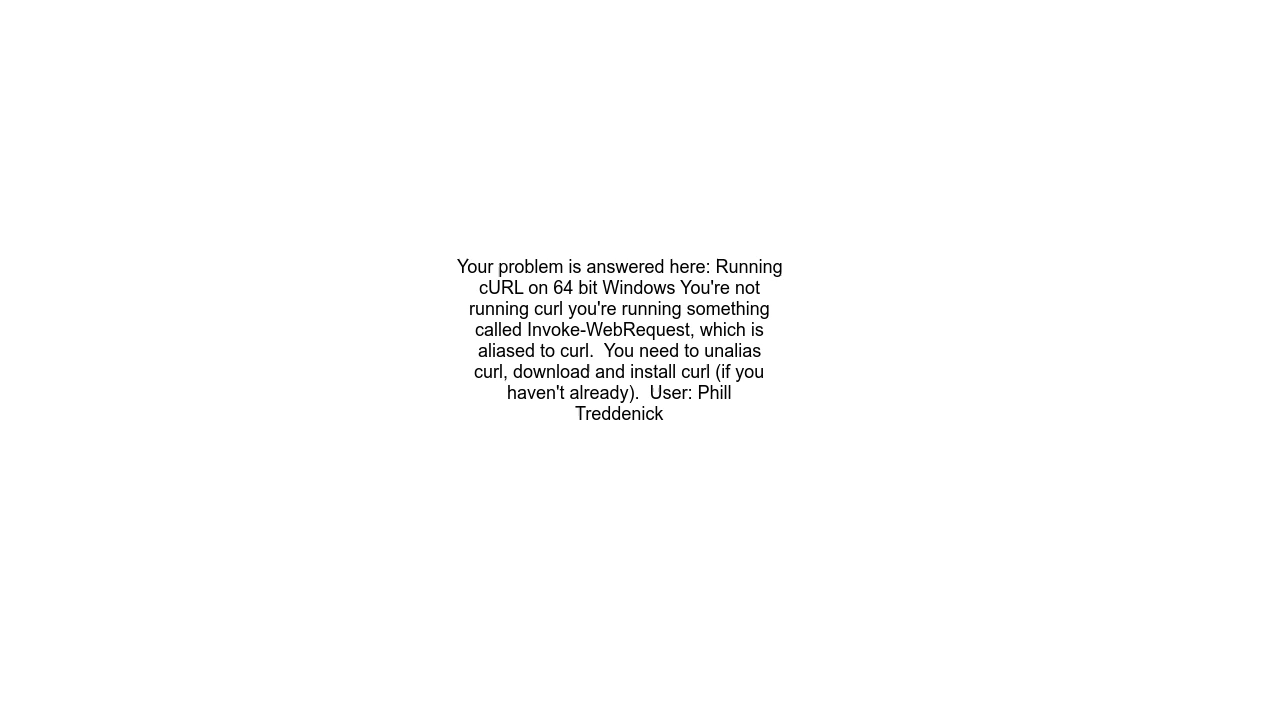 Your problem is answered here: Running
cURL on 64 bit Windows You're not
running curl you're running something
called Invoke-WebRequest, which is
aliased to curl.  You need to unalias
curl, download and install curl (if you
haven't already).  User: Phill
Treddenick